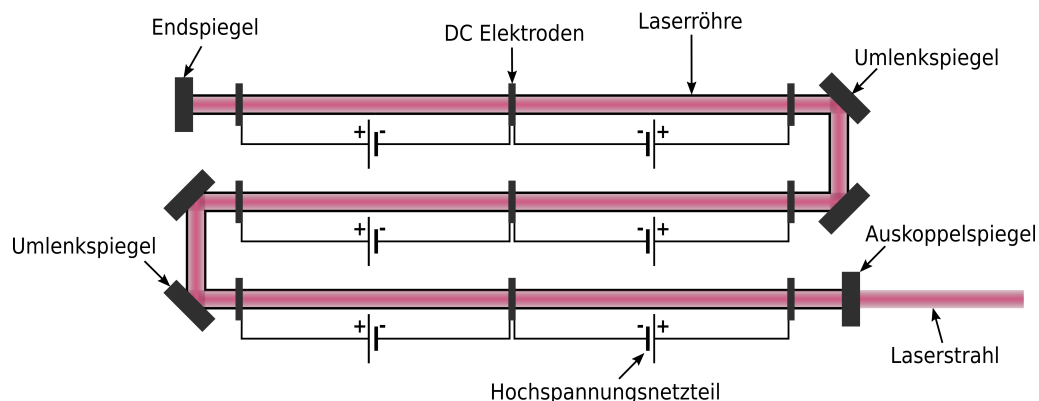 Endspiegel
DC Elektroden
Laserröhre
Umlenkspiegel
+ - - +
+ - - +
Umlenkspiegel
Auskoppelspiegel
+ - - +
Laserstrahl
Hochspannungsnetzteil